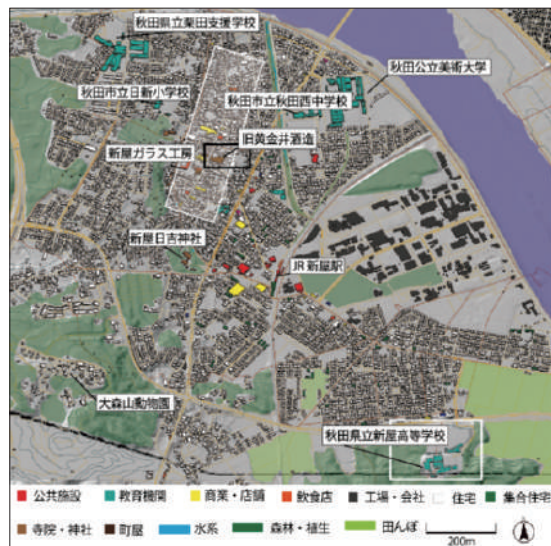 秋田県立栗田支援学校
秋田公立美術大学
秋田市立日新小学校
秋田市立秋田西中学校
旧黄金井酒造
新屋ガラス工房
新屋日吉神社
JR新屋駅
大森山動物園
秋田県立新屋高等学校
公共施設 教育機関 商業・店舗 飲食店 工場・会社 住宅 集合住宅
寺院・神社 町屋 水系 森林・植生 田んぼ
200m